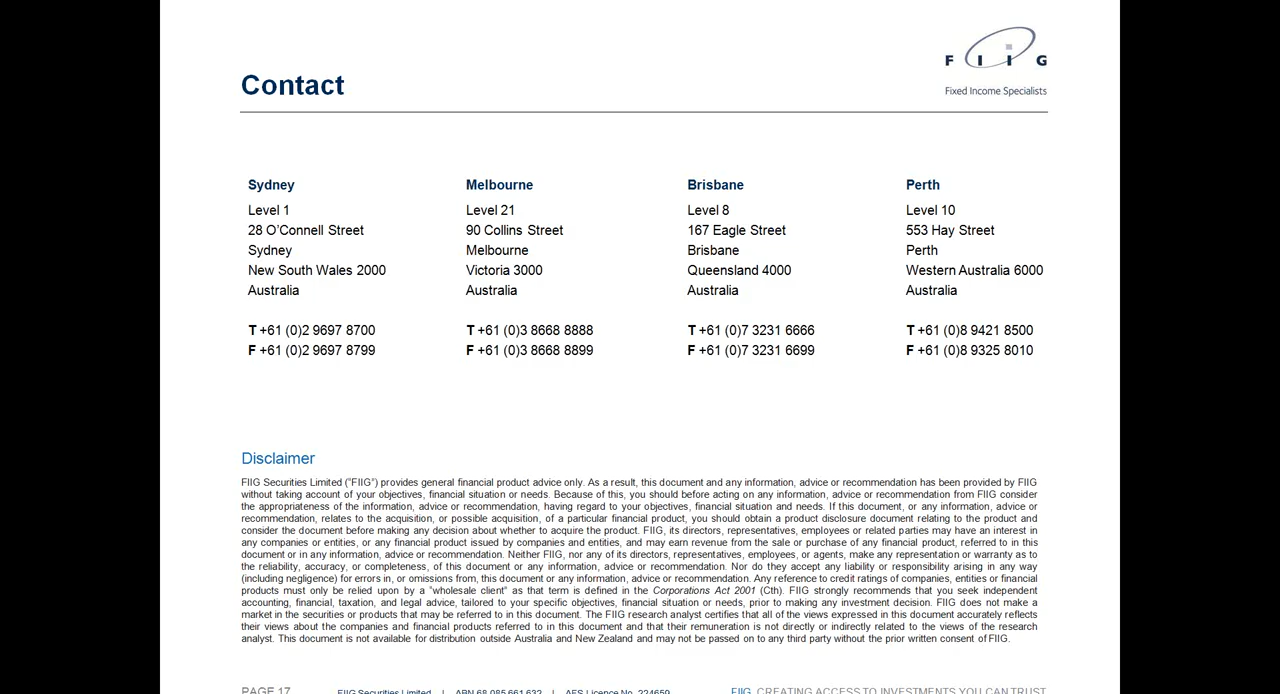 F I I G
Fixed Income Specialists
Contact
Sydney
Level 1
28 O'Connell Street
Sydney
New South Wales 2000
Australia
T +61 (0)2 9697 8700
F +61 (0)2 9697 8799
Melbourne
Level 21
90 Collins Street
Melbourne
Victoria 3000
Australia
T +61 (0)3 8668 8888
F +61 (0)3 8668 8899
Brisbane
Level 8
167 Eagle Street
Brisbane
Queensland 4000
Australia
T +61 (0)7 3231 6666
F +61 (0)7 3231 6699
Perth
Level 10
553 Hay Street
Perth
Western Australia 6000
Australia
T +61 (0)8 9421 8500
F +61 (0)8 9325 8010
Disclaimer
FIIG Securities Limited ("FIIG") provides general financial product advice only. As a result, this document and any information, advice or recommendation has been provided by FIIG
without taking account of your objectives, financial situation or needs. Because of this, you should before acting on any information, advice or recommendation from FIIG consider
the appropriateness of the information, advice or recommendation, having regard to your objectives, financial situation and needs. If this document, or any information, advice or
recommendation, relates to the acquisition, or possible acquisition, of a particular financial product, you should obtain a product disclosure document relating to the product and
consider the document before making any decision about whether to acquire the product. FIIG, its directors, representatives, employees or related parties may have an interest in
any companies or entities, or any financial product issued by companies and entities, and may earn revenue from the sale or purchase of any financial product, referred to in this
document or in any information, advice or recommendation. Neither FIIG, nor any of its directors, representatives, employees, or agents, make any representation or warranty as to
the reliability, accuracy, or completeness, of this document or any information, advice or recommendation. Nor do they accept any liability or responsibility arising in any way
(including negligence) for errors in, or omissions from, this document or any information, advice or recommendation. Any reference to credit ratings of companies, entities or financial
products must only be relied upon by a "wholesale client" as that term is defined in the Corporations Act 2001 (Cth). FIIG strongly recommends that you seek independent
accounting, financial, taxation, and legal advice, tailored to your specific objectives, financial situation or needs, prior to making any investment decision. FIIG does not make a
market in the securities or products that may be referred to in this document. The FIIG research analyst certifies that all of the views expressed in this document accurately reflects
their views about the companies and financial products referred to in this document and that their remuneration is not directly or indirectly related to the views of the research
analyst. This document is not available for distribution outside Australia and New Zealand and may not be passed on to any third party without the prior written consent of FIIG.
PAGE 17 FIIG Securities Limited | ABN 68 085 661 632 | AFS Licence No. 224659 FIIG. CREATING ACCESS TO INVESTMENTS YOU CAN TRUST